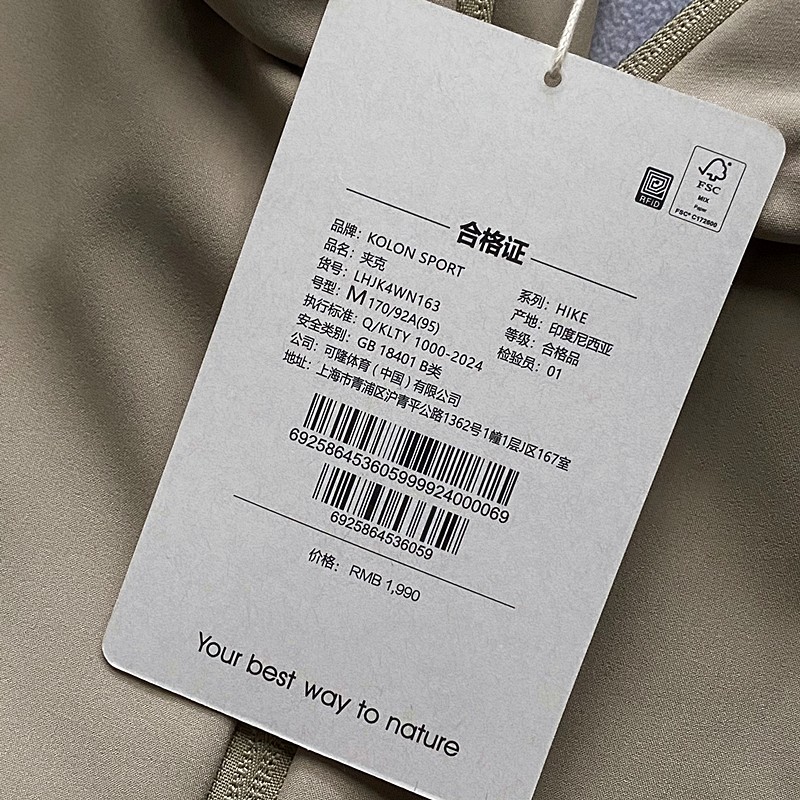 RFID
FSC
MIX
Paper
FSC® C172600
合格证
品牌: KOLON SPORT
品名: 夹克
货号: LHJK4WN163
号型: M 170/92A(95)
执行标准: Q/KLTY 1000-2024
安全类别: GB 18401 B类
公司: 可隆体育(中国)有限公司
地址: 上海市青浦区沪青平公路1362号1幢1层J区167室
系列: HIKE
产地: 印度尼西亚
等级: 合格品
检验员: 01
692586453605999924000069
6925864536059
价格: RMB 1,990
Your best way to nature